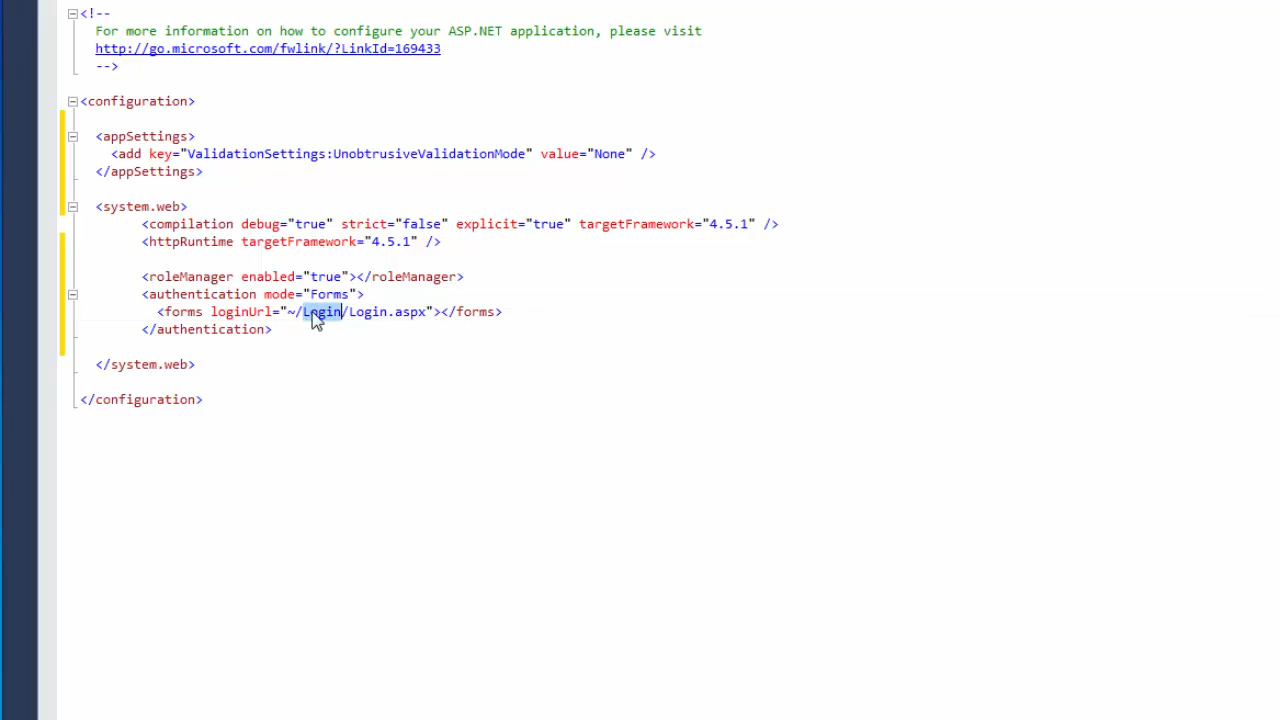 <!--
For more information on how to configure your ASP.NET application, please visit
http://go.microsoft.com/fwlink/?LinkId=169433
-->
<configuration>
<appSettings>
<add key="ValidationSettings:UnobtrusiveValidationMode" value="None" />
</appSettings>
<system.web>
<compilation debug="true" strict="false" explicit="true" targetFramework="4.5.1" />
<httpRuntime targetFramework="4.5.1" />
<roleManager enabled="true"></roleManager>
<authentication mode="Forms">
<forms loginUrl="~/Login/Login.aspx"></forms>
</authentication>
</system.web>
</configuration>